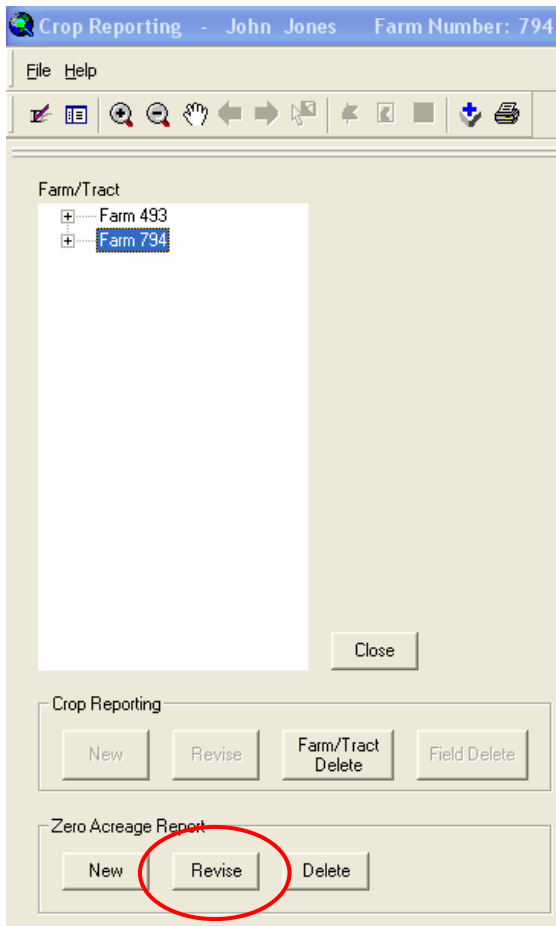 Crop Reporting - John Jones Farm Number: 794
File Help
Farm/Tract
Farm 493
Farm 794
Close
Crop Reporting
New Revise Farm/Tract Delete Field Delete
Zero Acreage Report
New Revise Delete